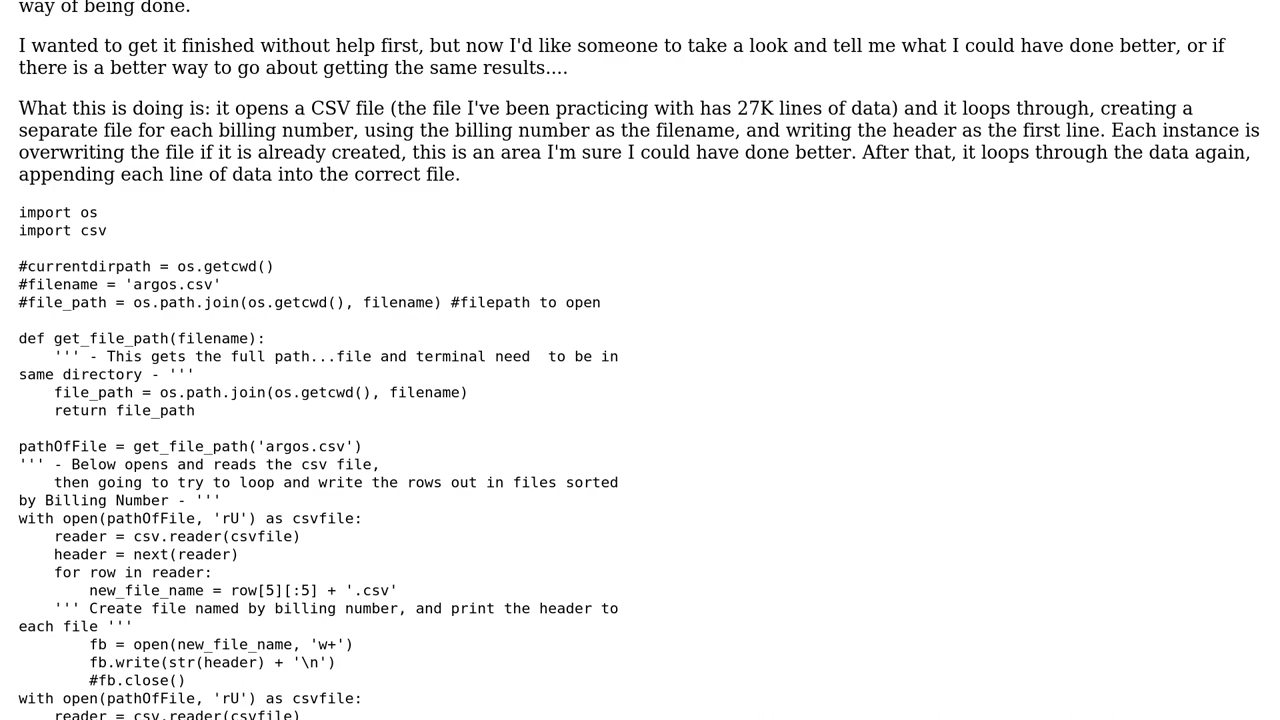 way of being done.
I wanted to get it finished without help first, but now I'd like someone to take a look and tell me what I could have done better, or if
there is a better way to go about getting the same results....
What this is doing is: it opens a CSV file (the file I've been practicing with has 27K lines of data) and it loops through, creating a
separate file for each billing number, using the billing number as the filename, and writing the header as the first line. Each instance is
overwriting the file if it is already created, this is an area I'm sure I could have done better. After that, it loops through the data again,
appending each line of data into the correct file.
import os
import csv
#currentdirpath = os.getcwd()
#filename = 'argos.csv'
#file_path = os.path.join(os.getcwd(), filename) #filepath to open
def get_file_path(filename):
    ''' - This gets the full path...file and terminal need  to be in
same directory - '''
    file_path = os.path.join(os.getcwd(), filename)
    return file_path
pathOfFile = get_file_path('argos.csv')
''' - Below opens and reads the csv file,
    then going to try to loop and write the rows out in files sorted
by Billing Number - '''
with open(pathOfFile, 'rU') as csvfile:
    reader = csv.reader(csvfile)
    header = next(reader)
    for row in reader:
        new_file_name = row[5][:5] + '.csv'
    ''' Create file named by billing number, and print the header to
each file '''
        fb = open(new_file_name, 'w+')
        fb.write(str(header) + '\n')
        #fb.close()
with open(pathOfFile, 'rU') as csvfile:
    reader = csv.reader(csvfile)